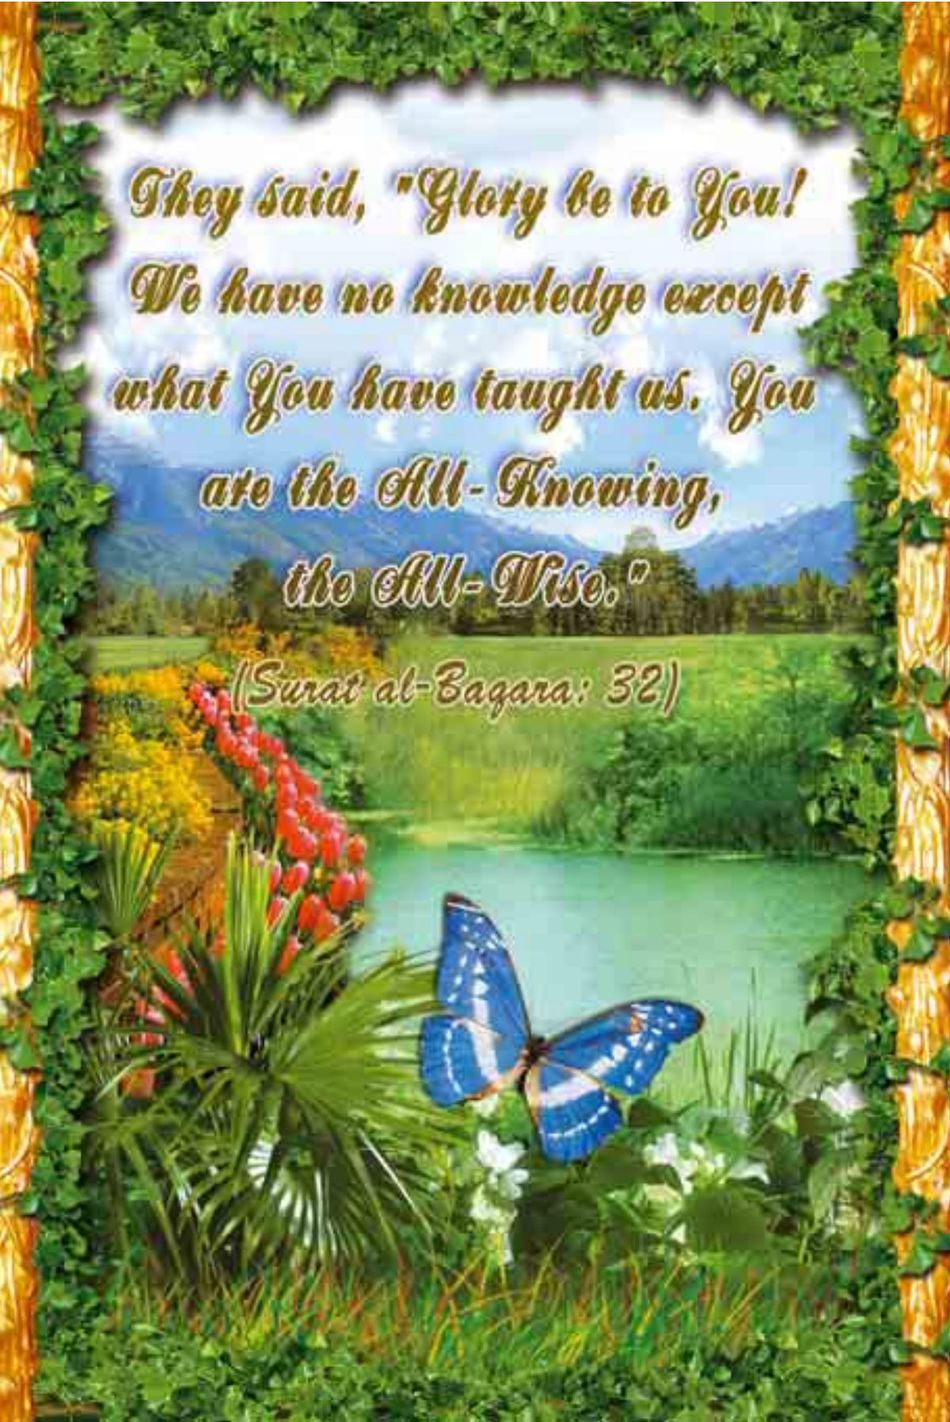 They said, "Glory be to You!
We have no knowledge except
what You have taught us. You
are the All-Knowing,
the All-Wise."
(Surat al-Baqara: 32)